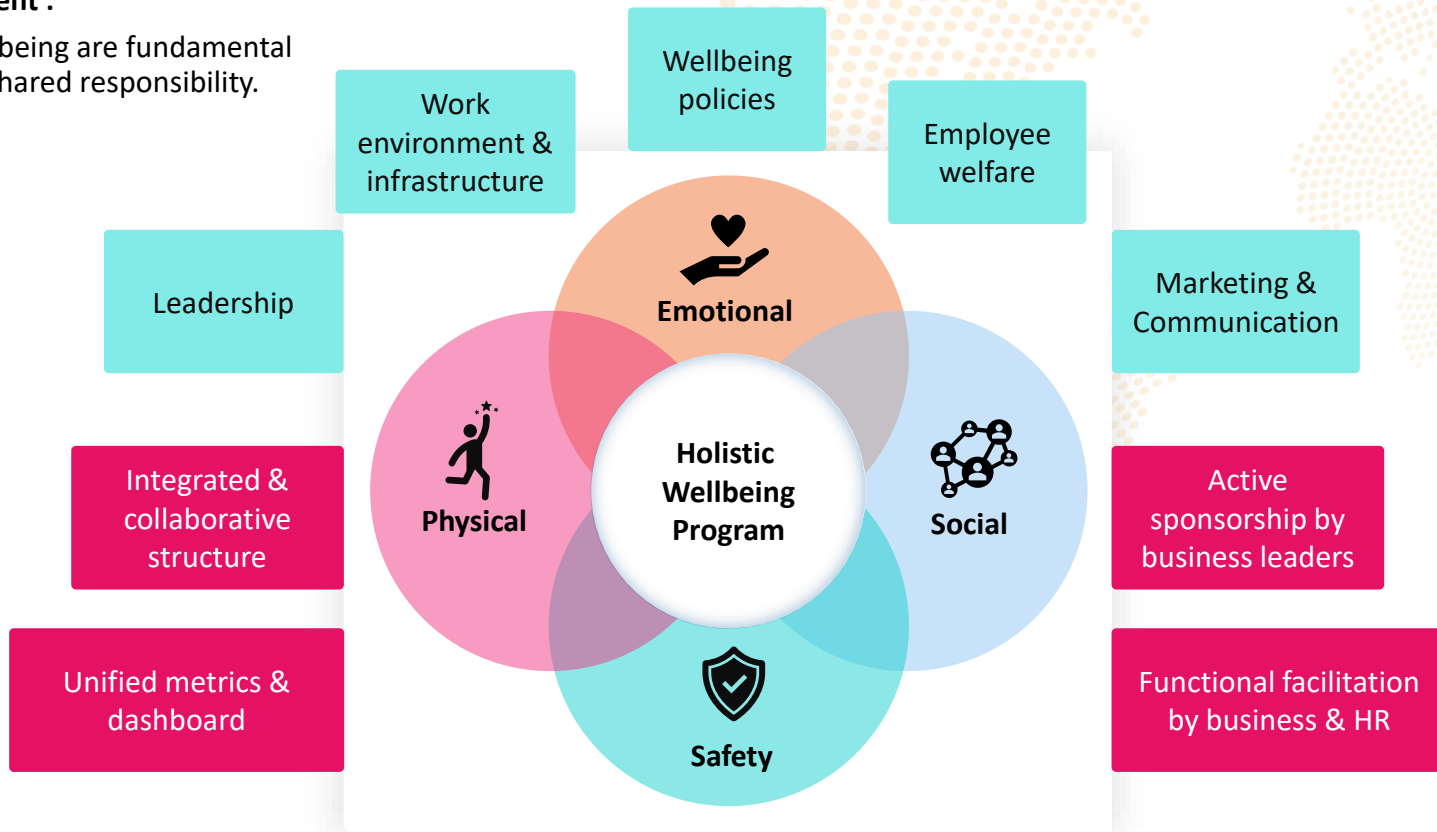 ent :
being are fundamental
hared responsibility.
Wellbeing
policies
Work
environment &
infrastructure
Employee
welfare
Leadership
Marketing &
Communication
Emotional
Integrated &
collaborative
structure
Physical
Holistic
Wellbeing
Program
Social
Active
sponsorship by
business leaders
Unified metrics &
dashboard
Functional facilitation
by business & HR
Safety